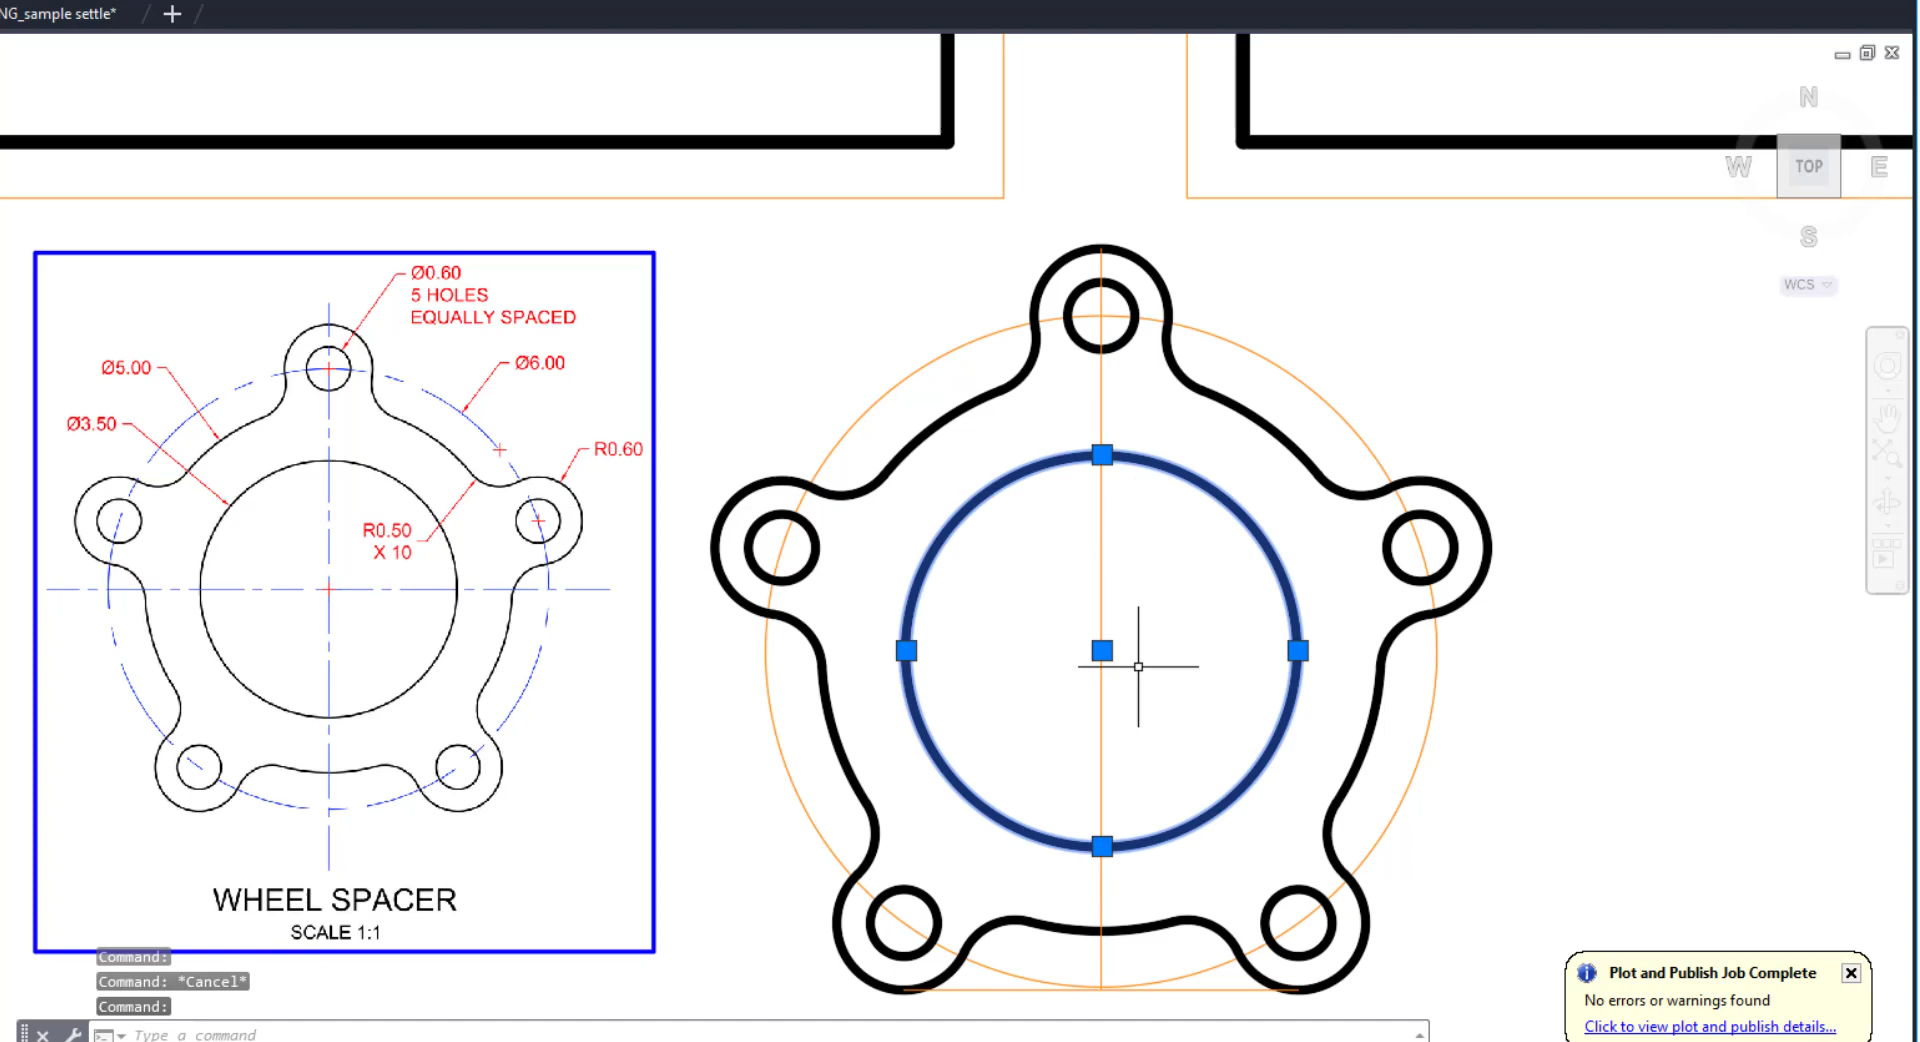 NG_sample settle*
N
W
TOP
E
S
WCS
Ø0.60
5 HOLES
EQUALLY SPACED
Ø5.00
Ø6.00
Ø3.50
R0.60
R0.50
X 10
WHEEL SPACER
SCALE 1:1
Command:
Command: *Cancel*
Command:
Type a command
Plot and Publish Job Complete
No errors or warnings found
Click to view plot and publish details...